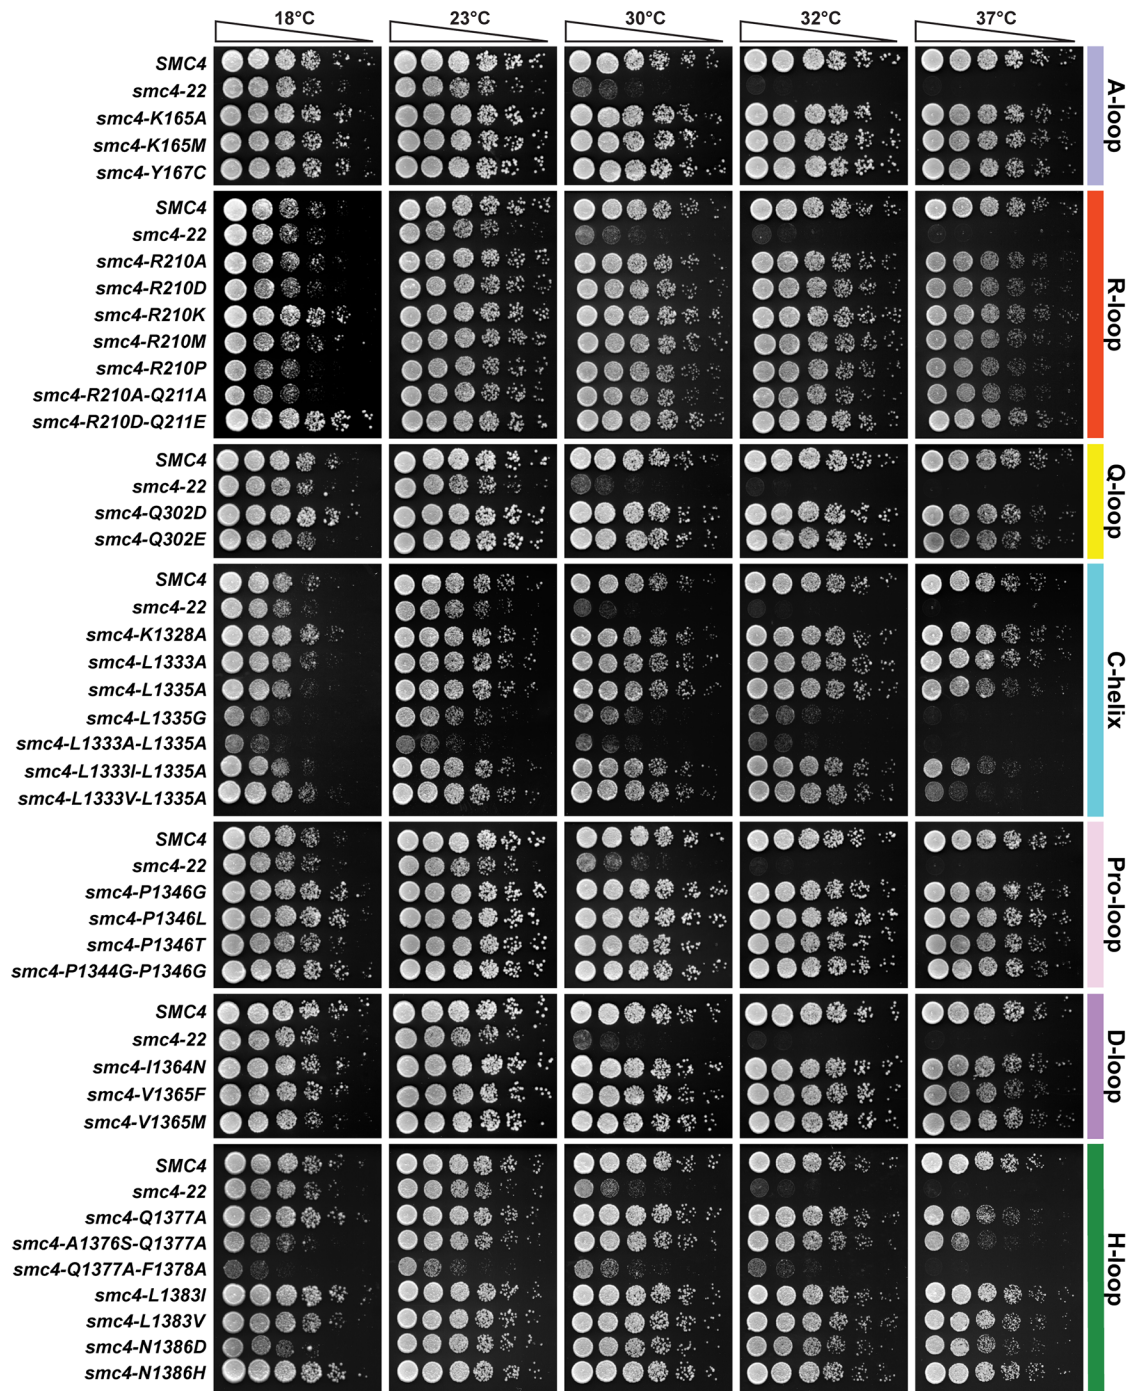 18°C 23°C 30°C 32°C 37°C
SMC4
smc4-22
smc4-K165A
smc4-K165M
smc4-Y167C
A-loop
SMC4
smc4-22
smc4-R210A
smc4-R210D
smc4-R210K
smc4-R210M
smc4-R210P
smc4-R210A-Q211A
smc4-R210D-Q211E
R-loop
SMC4
smc4-22
smc4-Q302D
smc4-Q302E
Q-loop
SMC4
smc4-22
smc4-K1328A
smc4-L1333A
smc4-L1335A
smc4-L1335G
smc4-L1333A-L1335A
smc4-L1333I-L1335A
smc4-L1333V-L1335A
C-helix
SMC4
smc4-22
smc4-P1346G
smc4-P1346L
smc4-P1346T
smc4-P1344G-P1346G
Pro-loop
SMC4
smc4-22
smc4-I1364N
smc4-V1365F
smc4-V1365M
D-loop
SMC4
smc4-22
smc4-Q1377A
smc4-A1376S-Q1377A
smc4-Q1377A-F1378A
smc4-L1383I
smc4-L1383V
smc4-N1386D
smc4-N1386H
H-loop